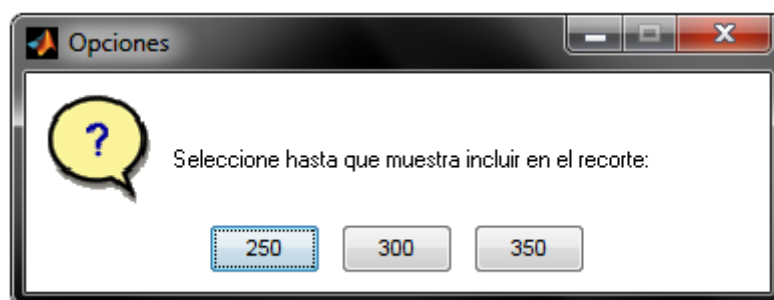 Opciones
?
Seleccione hasta que muestra incluir en el recorte:
250 300 350